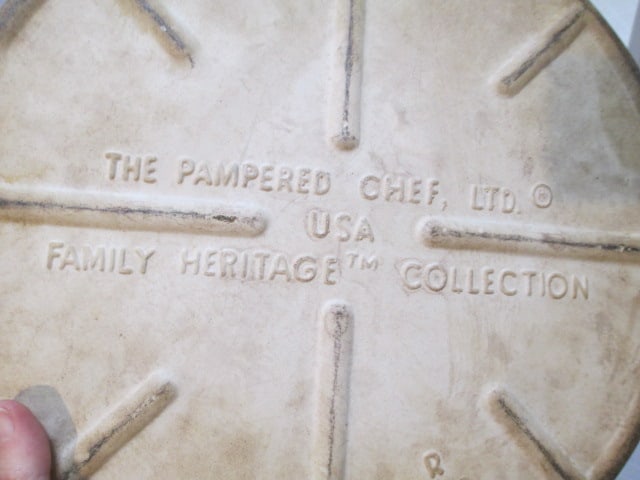 THE PAMPERED CHEF, LTD. ®
USA
FAMILY HERITAGE™ COLLECTION
R